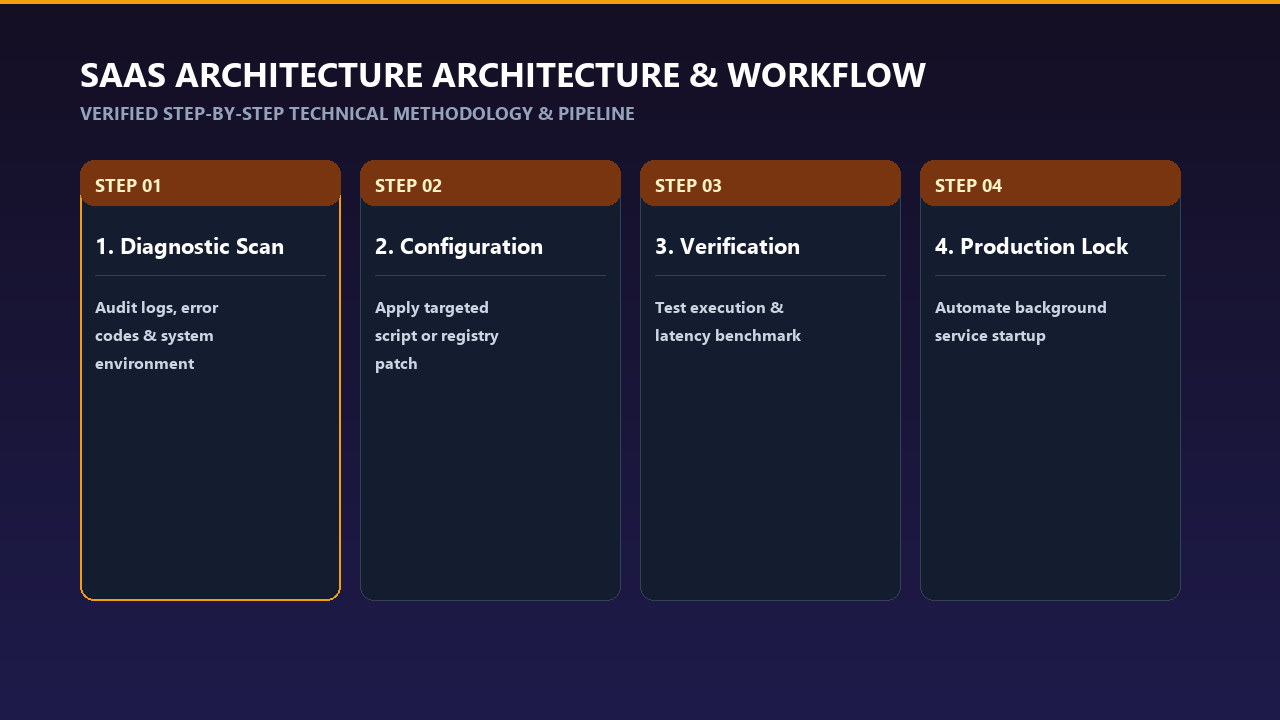 SAAS ARCHITECTURE ARCHITECTURE & WORKFLOW
VERIFIED STEP-BY-STEP TECHNICAL METHODOLOGY & PIPELINE
STEP 01
1. Diagnostic Scan
Audit logs, error
codes & system
environment
STEP 02
2. Configuration
Apply targeted
script or registry
patch
STEP 03
3. Verification
Test execution &
latency benchmark
STEP 04
4. Production Lock
Automate background
service startup